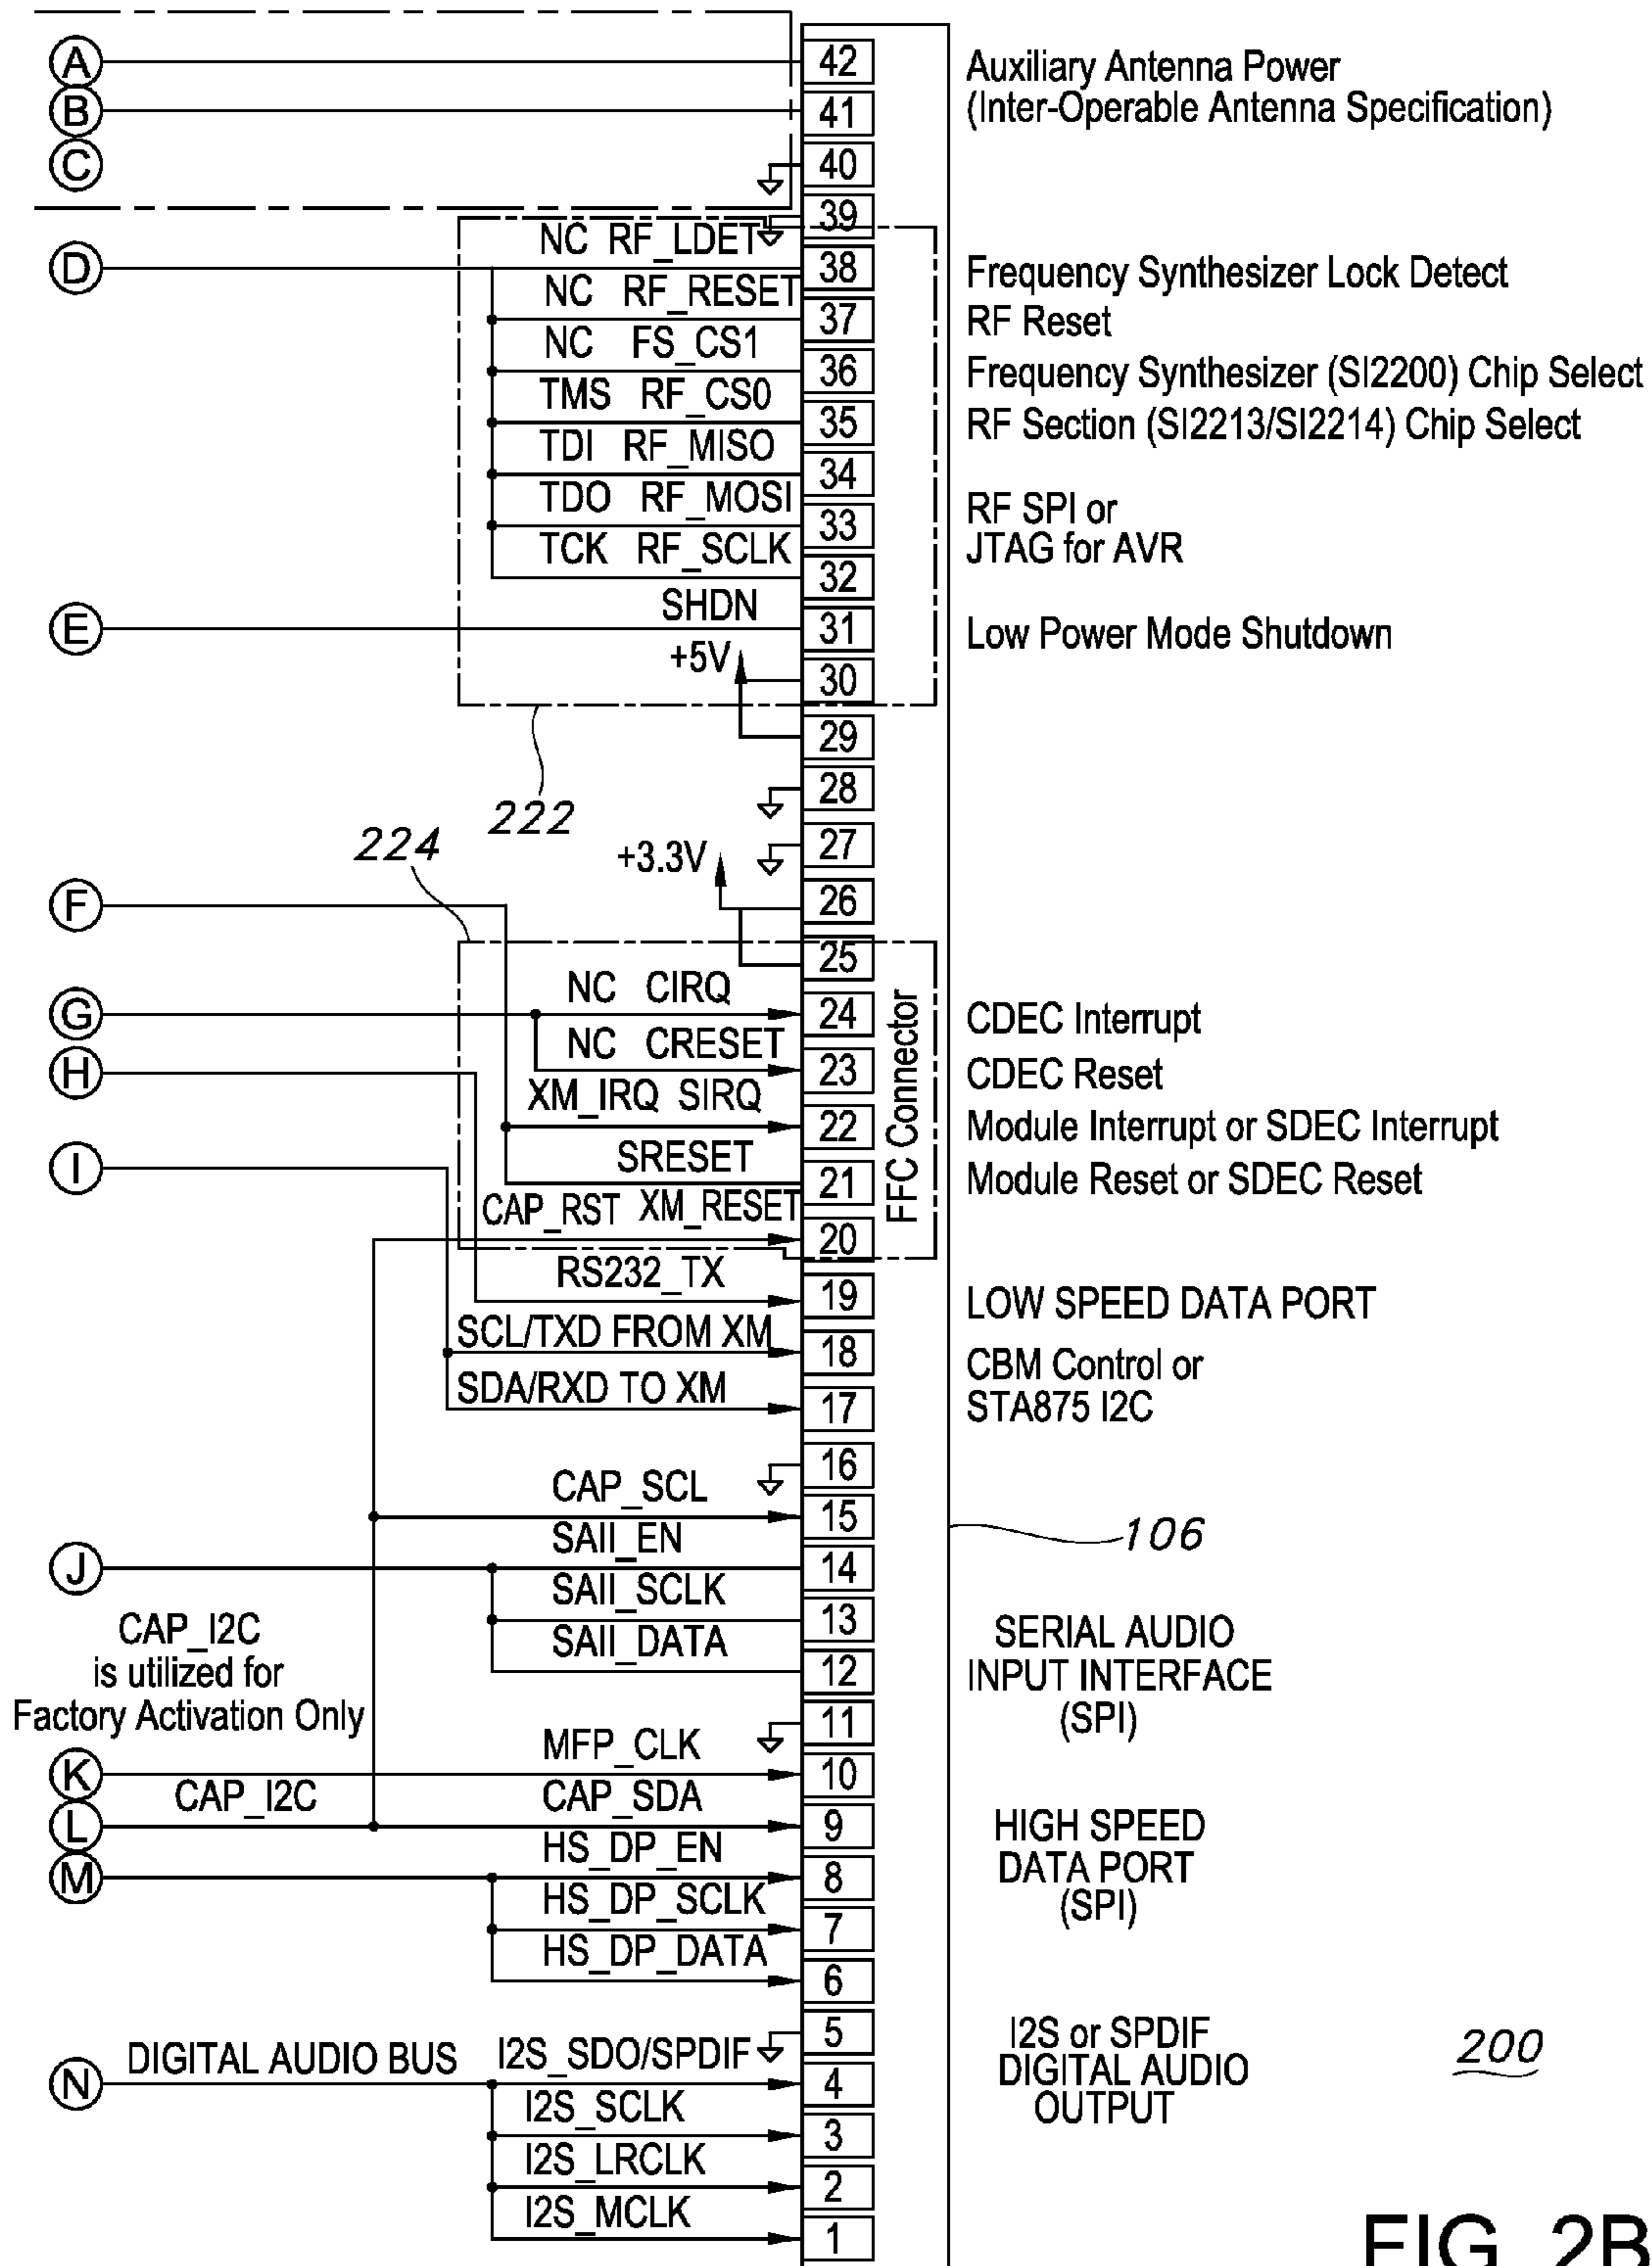 A 42 Auxiliary Antenna Power
B 41 (Inter-Operable Antenna Specification)
C 40
39
NC RF_LDET
D 38 Frequency Synthesizer Lock Detect
NC RF_RESET
37 RF Reset
NC FS_CS1
36 Frequency Synthesizer (SI2200) Chip Select
TMS RF_CS0
35 RF Section (SI2213/SI2214) Chip Select
TDI RF_MISO
34
TDO RF_MOSI
33 RF SPI or
JTAG for AVR
TCK RF_SCLK
32
SHDN
E 31 Low Power Mode Shutdown
+5V
30
29
28
222
224
+3.3V
27
F 26
25
NC CIRQ
G 24 CDEC Interrupt
NC CRESET
H 23 CDEC Reset
XM_IRQ SIRQ
22 Module Interrupt or SDEC Interrupt
SRESET
I 21 Module Reset or SDEC Reset
FFC Connector
CAP_RST XM_RESET
20
RS232_TX
19 LOW SPEED DATA PORT
SCL/TXD FROM XM
18 CBM Control or
SDA/RXD TO XM
17 STA875 I2C
16
CAP_SCL
15
106
SAII_EN
J 14
SAII_SCLK
CAP_I2C
is utilized for
Factory Activation Only
13 SERIAL AUDIO
SAII_DATA
12 INPUT INTERFACE
(SPI)
11
MFP_CLK
K 10
CAP_I2C CAP_SDA
L 9 HIGH SPEED
HS_DP_EN
M 8 DATA PORT
HS_DP_SCLK
(SPI)
7
HS_DP_DATA
6
5 I2S or SPDIF
DIGITAL AUDIO BUS I2S_SDO/SPDIF
N 4 DIGITAL AUDIO
OUTPUT
200
I2S_SCLK
3
I2S_LRCLK
2
I2S_MCLK
1
FIG. 2B